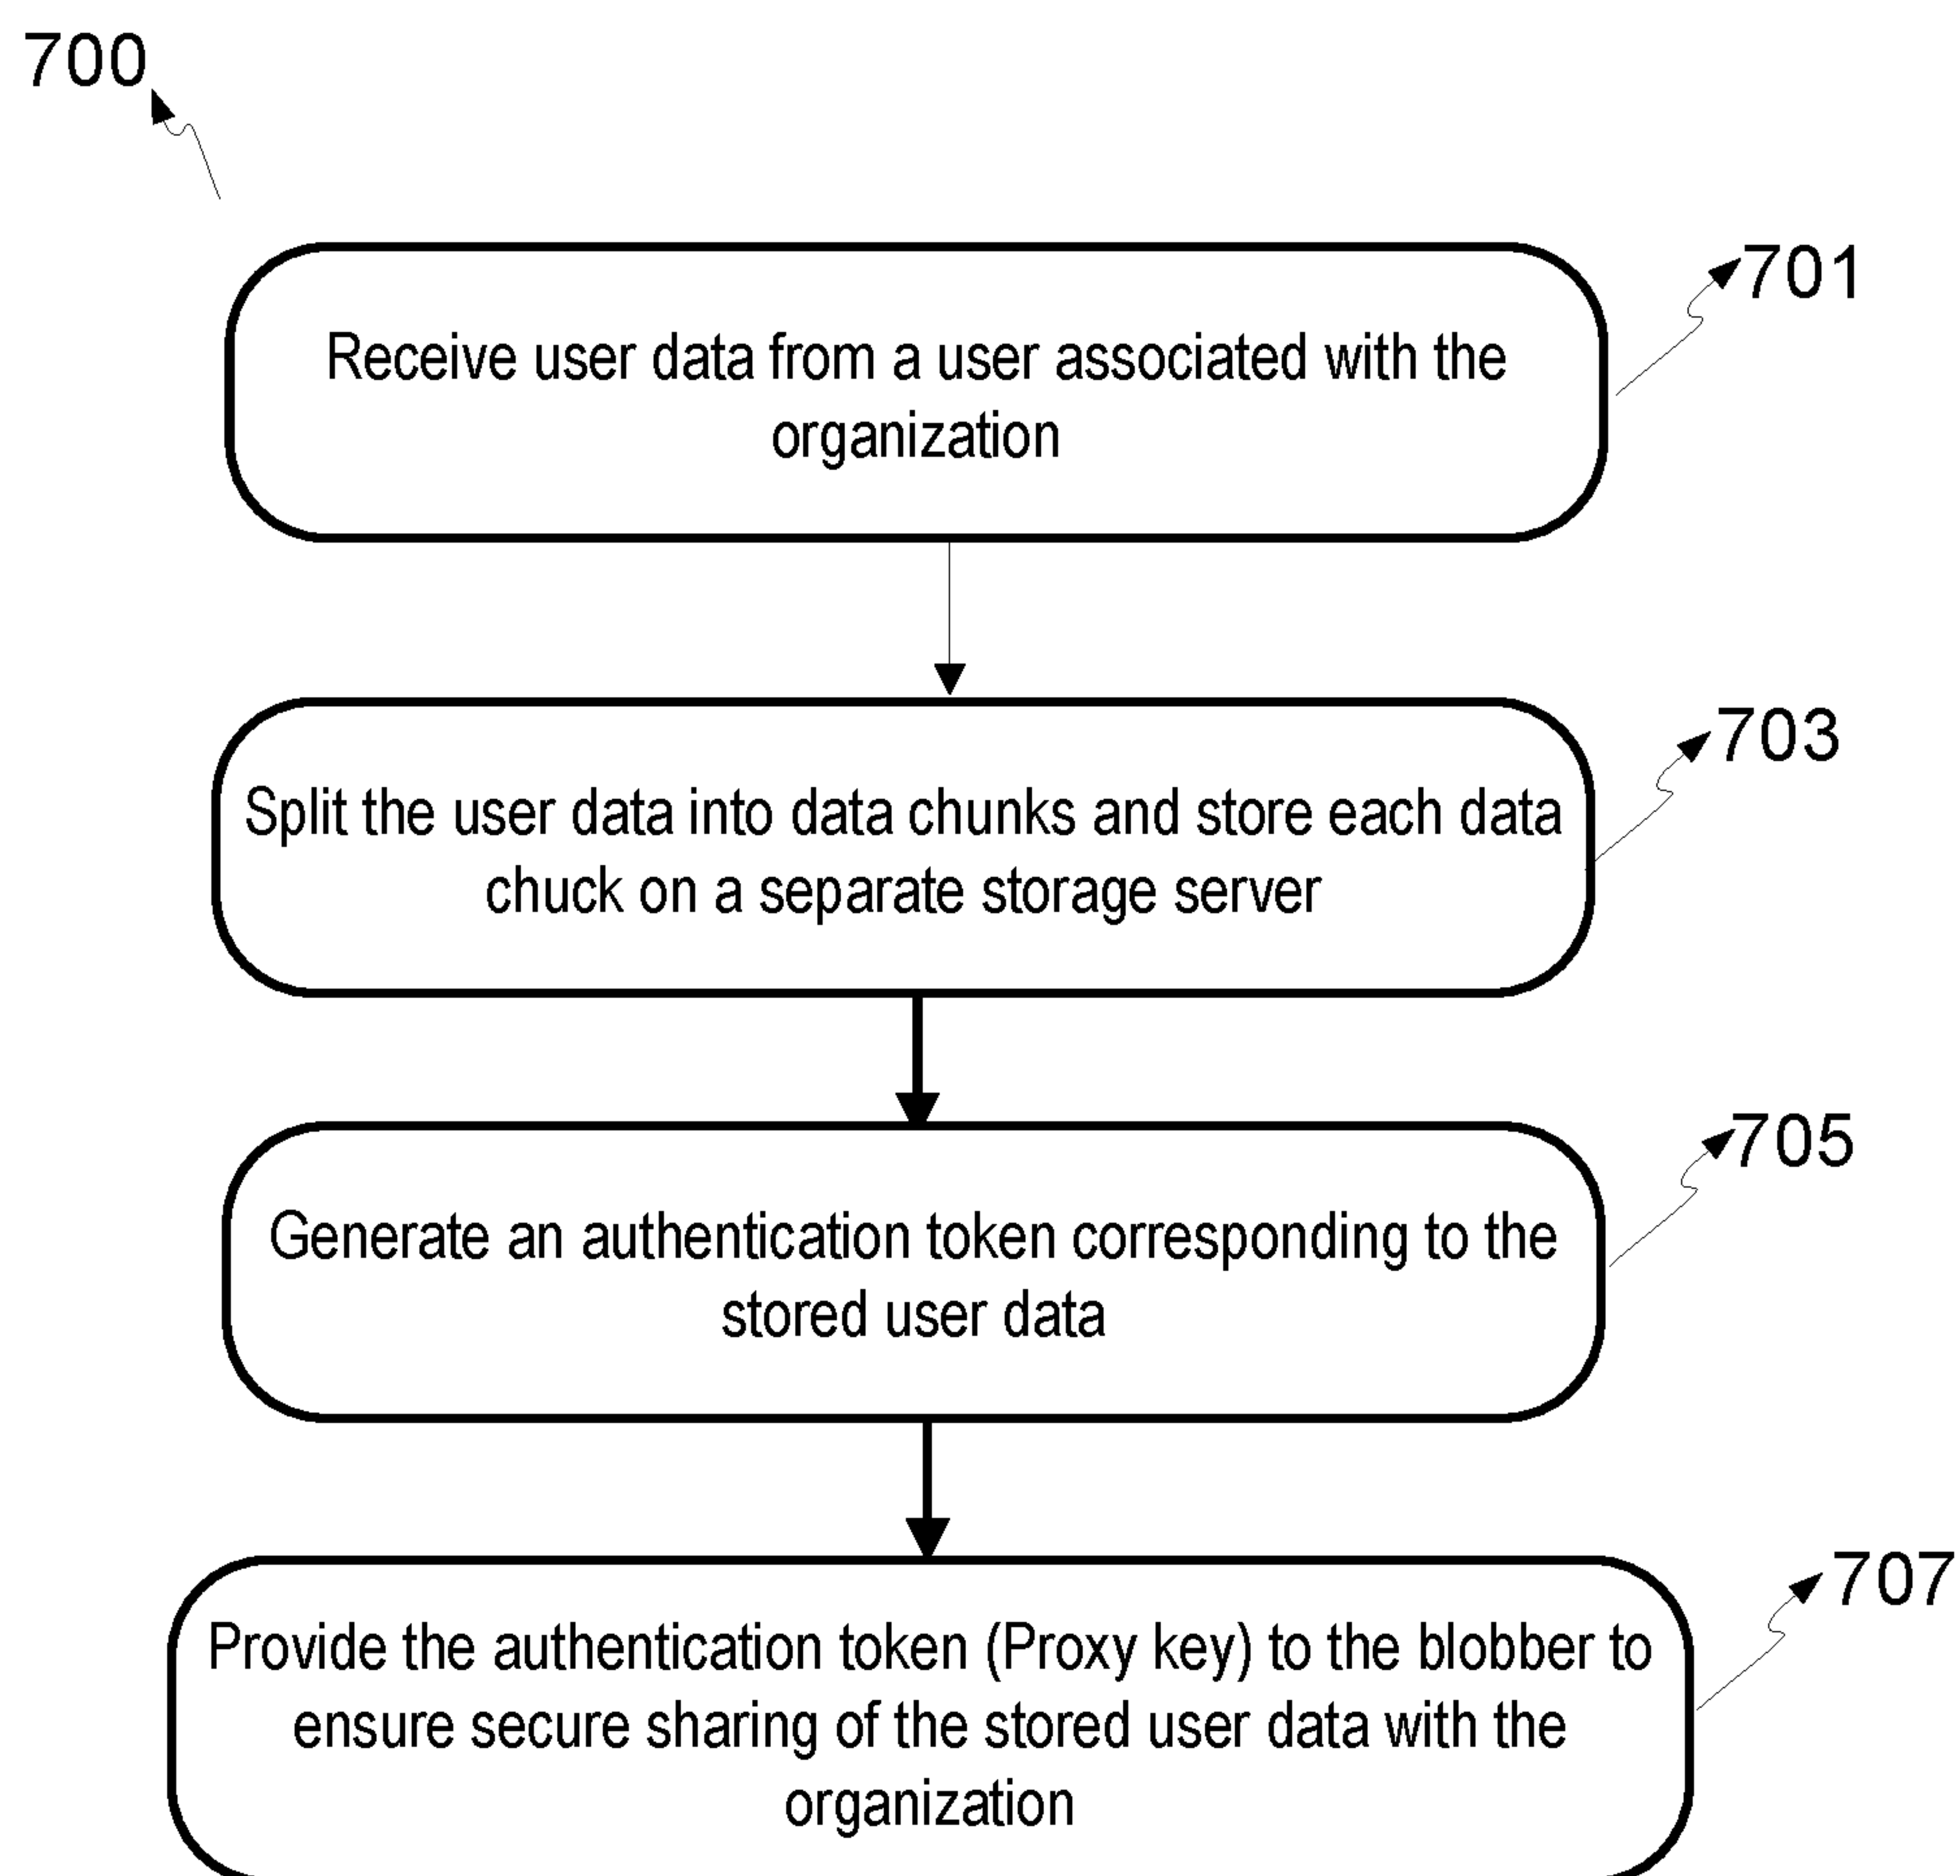 700
701
Receive user data from a user associated with the
organization
703
Split the user data into data chunks and store each data
chuck on a separate storage server
705
Generate an authentication token corresponding to the
stored user data
707
Provide the authentication token (Proxy key) to the blobber to
ensure secure sharing of the stored user data with the
organization